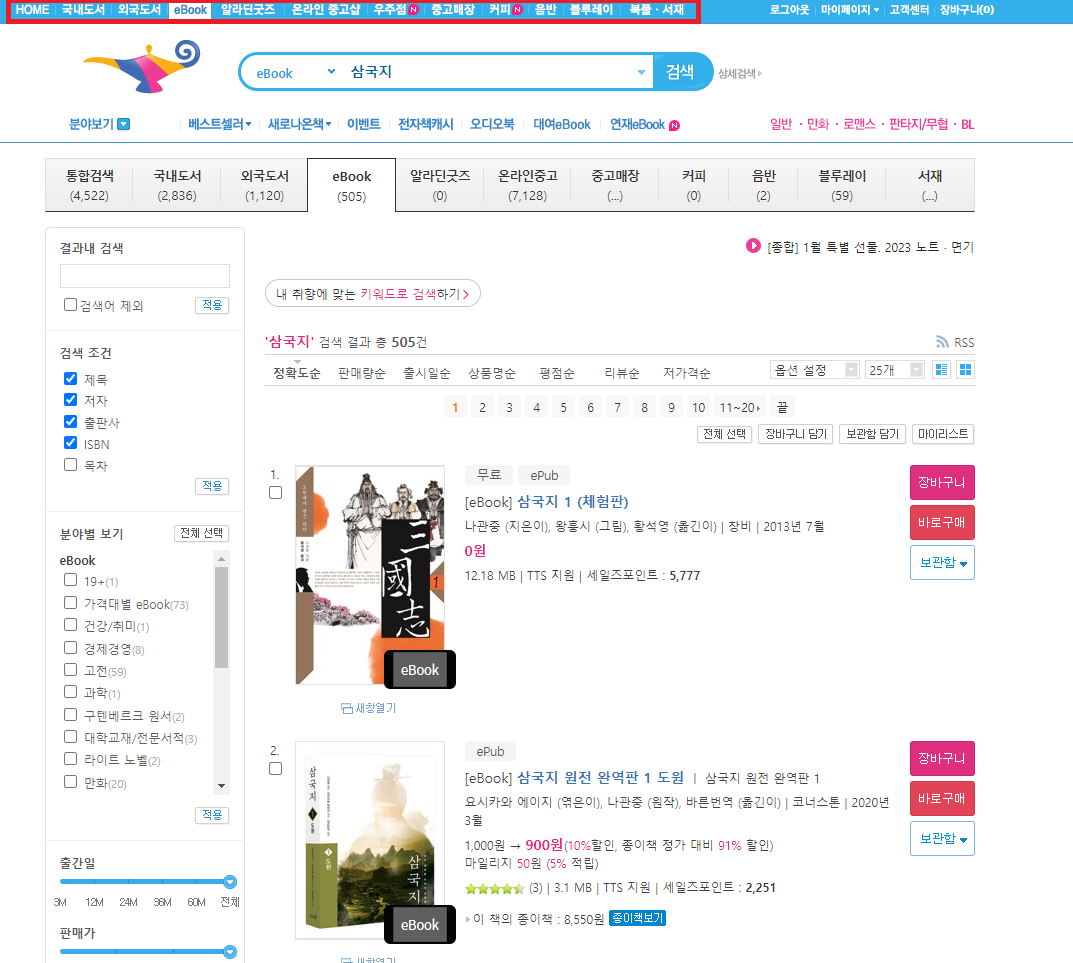 HOME 국내도서 외국도서 eBook 알라딘굿즈 온라인 중고샵 우주점 N 중고매장 커피 N 음반 블루레이 북플·서재 로그아웃 마이페이지 고객센터 장바구니(0)
eBook 삼국지 검색 상세검색
분야보기 베스트셀러 새로나온책 이벤트 전자책캐시 오디오북 대여eBook 연재eBook N 일반 · 만화 · 로맨스 · 판타지/무협 · BL
통합검색 국내도서 외국도서 eBook 알라딘굿즈 온라인중고 중고매장 커피 음반 블루레이 서재
(4,522) (2,836) (1,120) (505) (0) (7,128) (...) (0) (2) (59) (...)
결과내 검색
검색어 제외 적용
검색 조건
제목
저자
출판사
ISBN
목차
적용
분야별 보기 전체 선택
eBook
19+(1)
가격대별 eBook(73)
건강/취미(1)
경제경영(8)
고전(59)
과학(1)
구텐베르크 원서(2)
대학교재/전문서적(3)
라이트 노벨(2)
만화(20)
적용
출간일
3M 12M 24M 36M 60M 전체
판매가
[종합] 1월 특별 선물. 2023 노트 · 면기
내 취향에 맞는 키워드로 검색하기
'삼국지' 검색 결과 총 505건 RSS
정확도순 판매량순 출시일순 상품명순 평점순 리뷰순 저가격순 옵션 설정 25개
1 2 3 4 5 6 7 8 9 10 11~20 끝
전체 선택 장바구니 담기 보관함 담기 마이리스트
1.
三國志
1
eBook
새창열기
무료 ePub
[eBook] 삼국지 1 (체험판)
나관중 (지은이), 왕홍시 (그림), 황석영 (옮긴이) | 창비 | 2013년 7월
0원
12.18 MB | TTS 지원 | 세일즈포인트 : 5,777
장바구니
바로구매
보관함
2.
삼국지
1
도원
삼국지
eBook
새창열기
ePub
[eBook] 삼국지 원전 완역판 1 도원 | 삼국지 원전 완역판 1
요시카와 에이지 (엮은이), 나관중 (원작), 바른번역 (옮긴이) | 코너스톤 | 2020년
3월
1,000원 → 900원(10%할인, 종이책 정가 대비 91% 할인)
마일리지 50원 (5% 적립)
(3) | 3.1 MB | TTS 지원 | 세일즈포인트 : 2,251
이 책의 종이책 : 8,550원 종이책보기
장바구니
바로구매
보관함